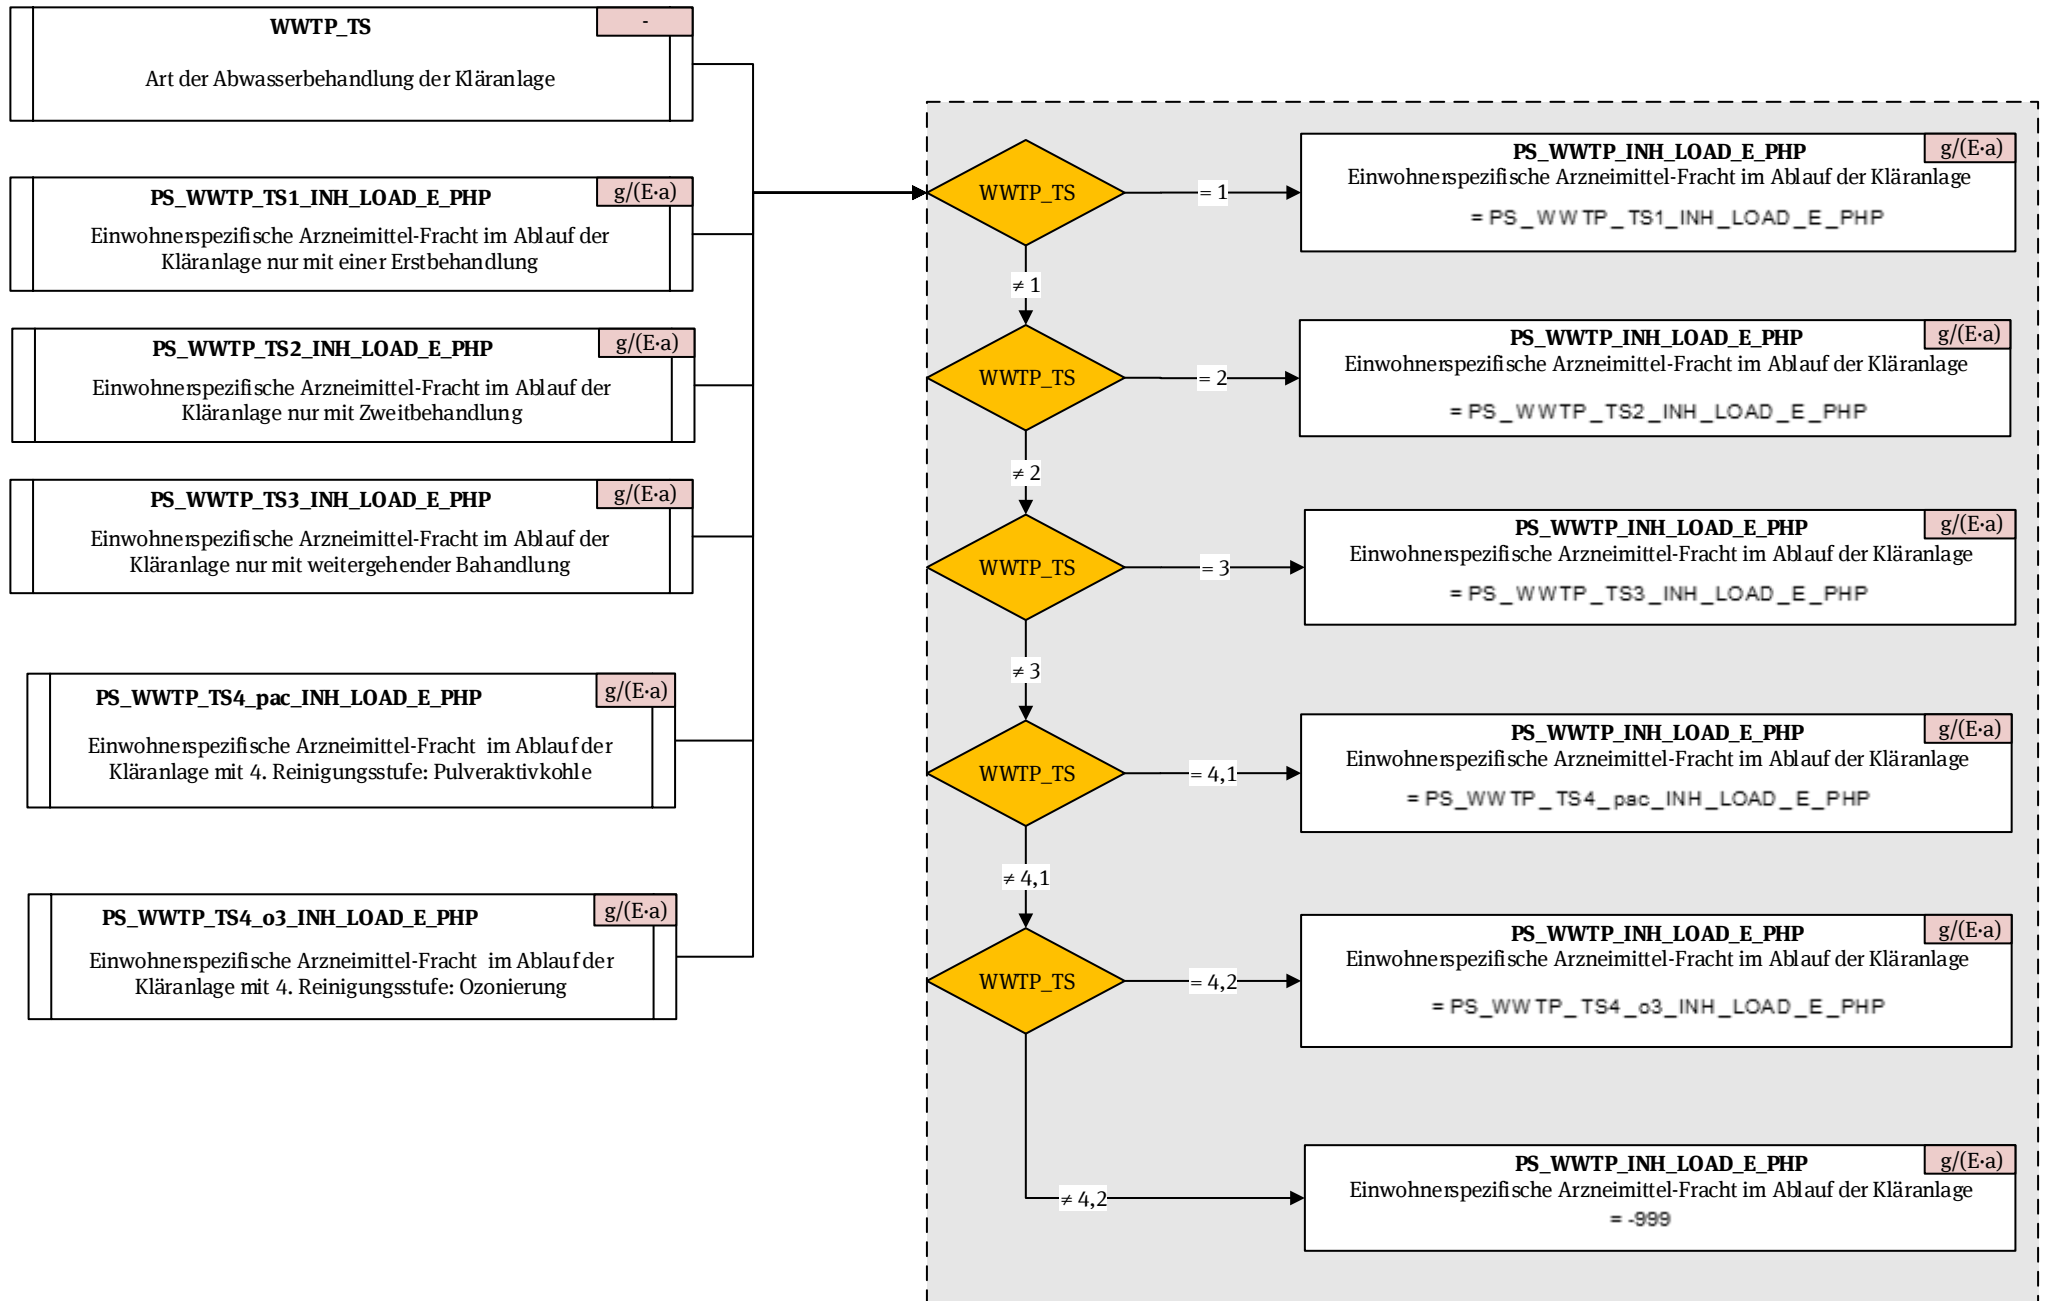 WWTP_TS
-
Art der Abwasserbehandlung der Kläranlage
PS_WWTP_TS1_INH_LOAD_E_PHP
g/(E·a)
Einwohnerspezifische Arzneimittel-Fracht im Ablauf der
Kläranlage nur mit einer Erstbehandlung
PS_WWTP_TS2_INH_LOAD_E_PHP
g/(E·a)
Einwohnerspezifische Arzneimittel-Fracht im Ablauf der
Kläranlage nur mit Zweitbehandlung
PS_WWTP_TS3_INH_LOAD_E_PHP
g/(E·a)
Einwohnerspezifische Arzneimittel-Fracht im Ablauf der
Kläranlage nur mit weitergehender Bahandlung
PS_WWTP_TS4_pac_INH_LOAD_E_PHP
g/(E·a)
Einwohnerspezifische Arzneimittel-Fracht im Ablauf der
Kläranlage mit 4. Reinigungsstufe: Pulveraktivkohle
PS_WWTP_TS4_o3_INH_LOAD_E_PHP
g/(E·a)
Einwohnerspezifische Arzneimittel-Fracht im Ablauf der
Kläranlage mit 4. Reinigungsstufe: Ozonierung
WWTP_TS
= 1
PS_WWTP_INH_LOAD_E_PHP
g/(E·a)
Einwohnerspezifische Arzneimittel-Fracht im Ablauf der Kläranlage
= PS_WWTP_TS1_INH_LOAD_E_PHP
≠ 1
WWTP_TS
= 2
PS_WWTP_INH_LOAD_E_PHP
g/(E·a)
Einwohnerspezifische Arzneimittel-Fracht im Ablauf der Kläranlage
= PS_WWTP_TS2_INH_LOAD_E_PHP
≠ 2
WWTP_TS
= 3
PS_WWTP_INH_LOAD_E_PHP
g/(E·a)
Einwohnerspezifische Arzneimittel-Fracht im Ablauf der Kläranlage
= PS_WWTP_TS3_INH_LOAD_E_PHP
≠ 3
WWTP_TS
= 4,1
PS_WWTP_INH_LOAD_E_PHP
g/(E·a)
Einwohnerspezifische Arzneimittel-Fracht im Ablauf der Kläranlage
= PS_WWTP_TS4_pac_INH_LOAD_E_PHP
≠ 4,1
WWTP_TS
= 4,2
PS_WWTP_INH_LOAD_E_PHP
g/(E·a)
Einwohnerspezifische Arzneimittel-Fracht im Ablauf der Kläranlage
= PS_WWTP_TS4_o3_INH_LOAD_E_PHP
≠ 4,2
PS_WWTP_INH_LOAD_E_PHP
g/(E·a)
Einwohnerspezifische Arzneimittel-Fracht im Ablauf der Kläranlage
= -999